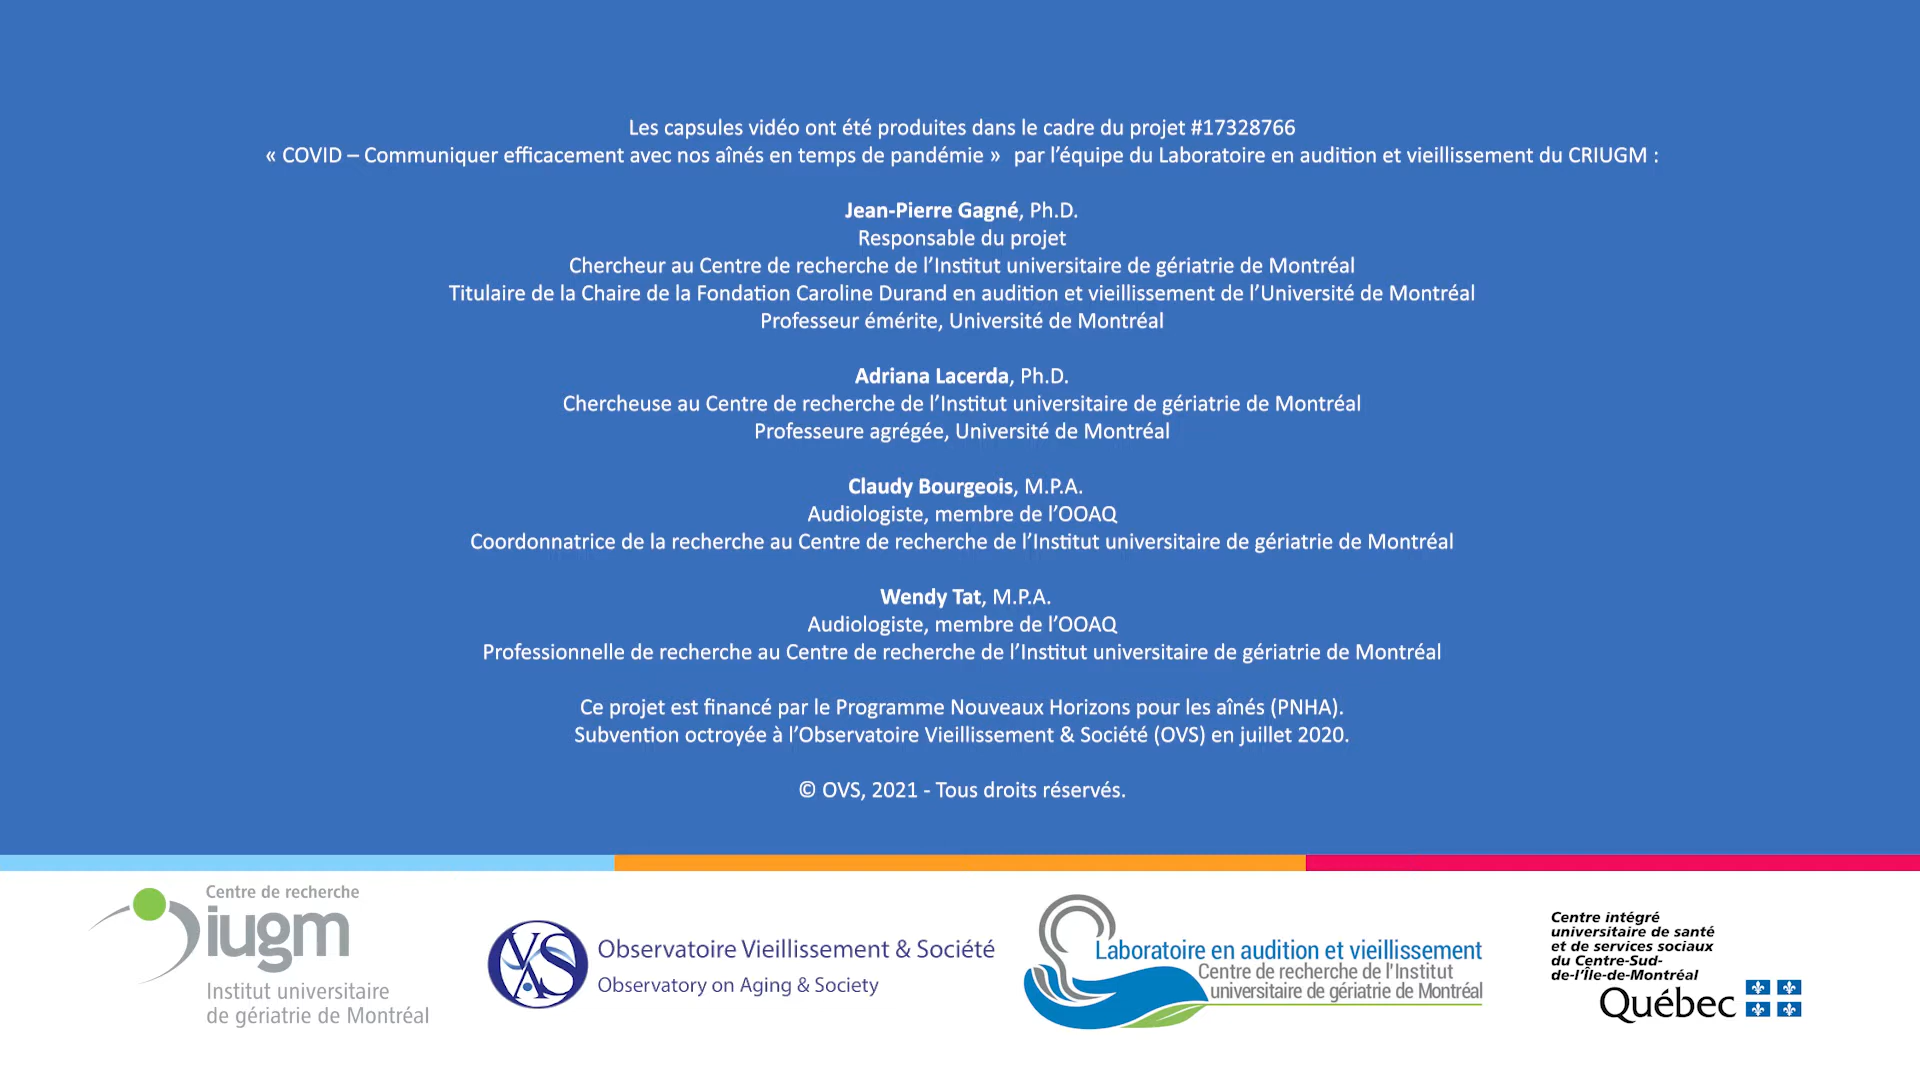 Les capsules vidéo ont été produites dans le cadre du projet #17328766
« COVID – Communiquer efficacement avec nos aînés en temps de pandémie » par l’équipe du Laboratoire en audition et vieillissement du CRIUGM :
Jean-Pierre Gagné, Ph.D.
Responsable du projet
Chercheur au Centre de recherche de l’Institut universitaire de gériatrie de Montréal
Titulaire de la Chaire de la Fondation Caroline Durand en audition et vieillissement de l’Université de Montréal
Professeur émérite, Université de Montréal
Adriana Lacerda, Ph.D.
Chercheuse au Centre de recherche de l’Institut universitaire de gériatrie de Montréal
Professeure agrégée, Université de Montréal
Claudy Bourgeois, M.P.A.
Audiologiste, membre de l’OOAQ
Coordonnatrice de la recherche au Centre de recherche de l’Institut universitaire de gériatrie de Montréal
Wendy Tat, M.P.A.
Audiologiste, membre de l’OOAQ
Professionnelle de recherche au Centre de recherche de l’Institut universitaire de gériatrie de Montréal
Ce projet est financé par le Programme Nouveaux Horizons pour les aînés (PNHA).
Subvention octroyée à l’Observatoire Vieillissement & Société (OVS) en juillet 2020.
© OVS, 2021 - Tous droits réservés.
Centre de recherche
iugm
Institut universitaire
de gériatrie de Montréal
OVS
Observatoire Vieillissement & Société
Observatory on Aging & Society
Laboratoire en audition et vieillissement
Centre de recherche de l'Institut
universitaire de gériatrie de Montréal
Centre intégré
universitaire de santé
et de services sociaux
du Centre-Sud-
de-l’Île-de-Montréal
Québec